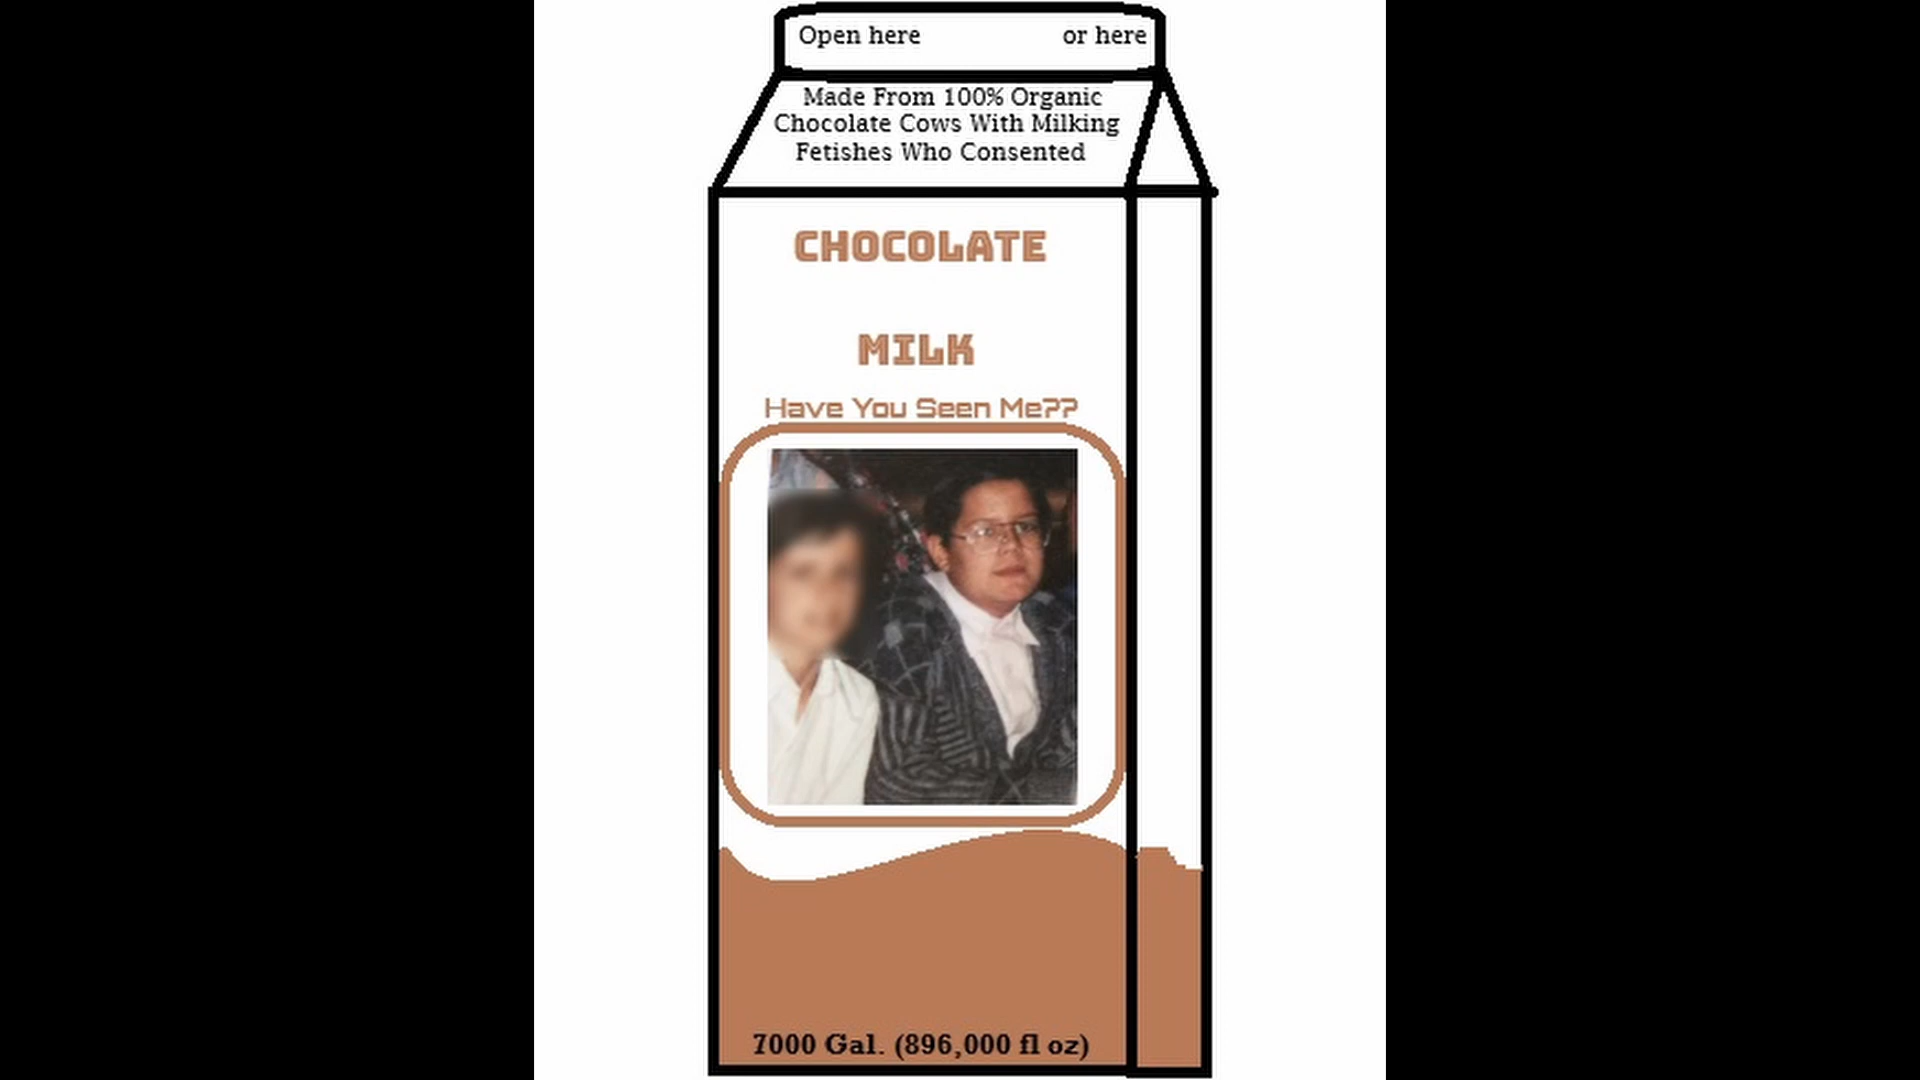 Open here or here
Made From 100% Organic
Chocolate Cows With Milking
Fetishes Who Consented
CHOCOLATE
MILK
Have You Seen Me??
7000 Gal. (896,000 fl oz)